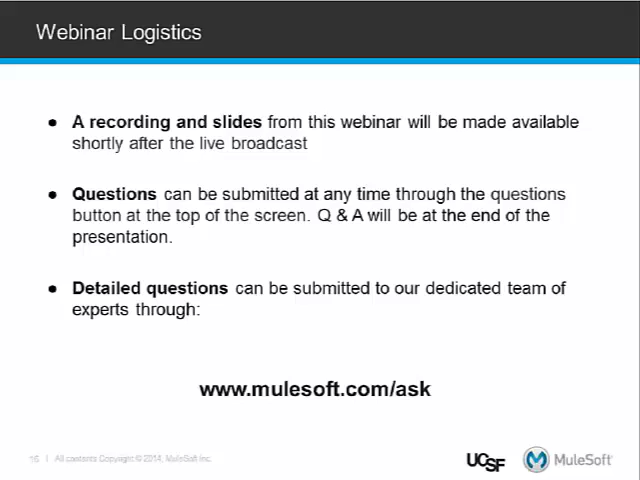 Webinar Logistics
● A recording and slides from this webinar will be made available
shortly after the live broadcast
● Questions can be submitted at any time through the questions
button at the top of the screen. Q & A will be at the end of the
presentation.
● Detailed questions can be submitted to our dedicated team of
experts through:
www.mulesoft.com/ask
All contents Copyright © 2014, MuleSoft Inc.
UCSF
MuleSoft